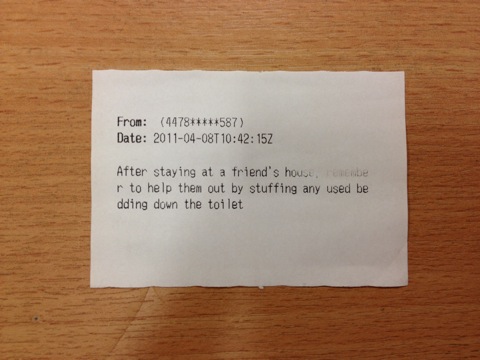 From: (4478*****587)
Date: 2011-04-08T10:42:15Z
After staying at a friend's house, remembe
r to help them out by stuffing any used be
dding down the toilet